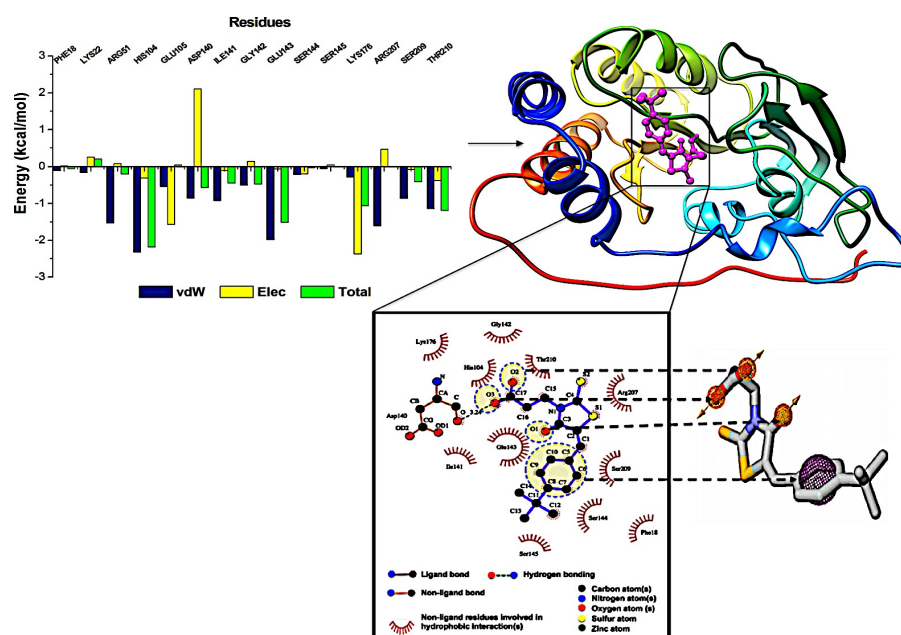 Residues
PHE18
LYS22
ARG51
HIS104
GLU105
ASP140
ILE141
GLY142
GLU143
SER144
SER145
LYS176
ARG207
SER209
THR210
Energy (kcal/mol)
3
2
1
0
-1
-2
-3
vdW
Elec
Total
Gly142
Lys176
Thr210
His104
O2
S2
N
C17
C15
C4
Arg207
CA
O3
CB
C
S1
O
3.24
C16
N1
C3
Asp140
CG
OD1
OD2
O1
C2
C1
Glu143
C10
C5
Ile141
C9
C6
Ser209
C8
C7
C14
C11
C12
C13
Ser144
Phe18
Ser145
Ligand bond
Hydrogen bonding
Non-ligand bond
Non-ligand residues involved in
hydrophobic interaction(s)
Carbon atom(s)
Nitrogen atom(s)
Oxygen atom (s)
Sulfur atom
Zinc atom